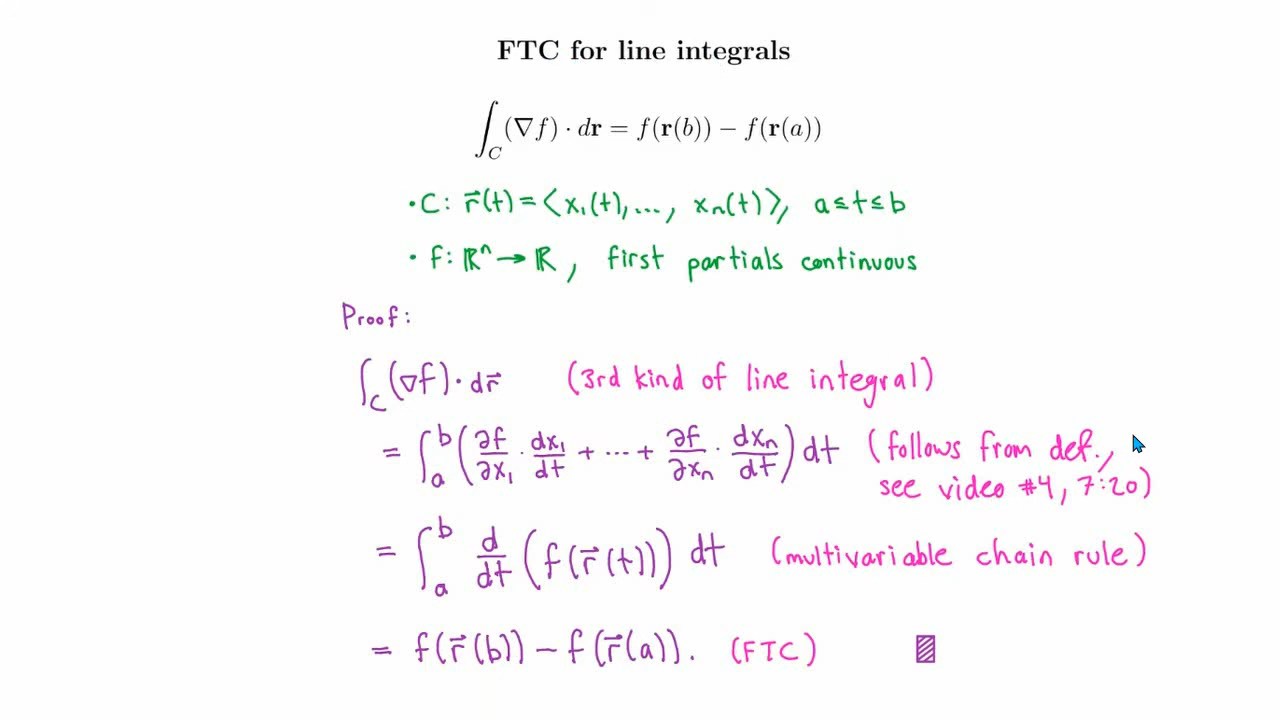 FTC for line integrals
∫_C (∇f) · dr = f(r(b)) − f(r(a))
• C: r⃗(t) = ⟨x₁(t), ..., xₙ(t)⟩, a ≤ t ≤ b
• f: ℝⁿ → ℝ, first partials continuous
Proof:
∫_C (∇f) · dr⃗ (3rd kind of line integral)
= ∫_a^b (∂f/∂x₁ · dx₁/dt + ... + ∂f/∂xₙ · dxₙ/dt) dt (follows from def.,
see video #4, 7:20)
= ∫_a^b d/dt (f(r⃗(t))) dt (multivariable chain rule)
= f(r⃗(b)) − f(r⃗(a)). (FTC)